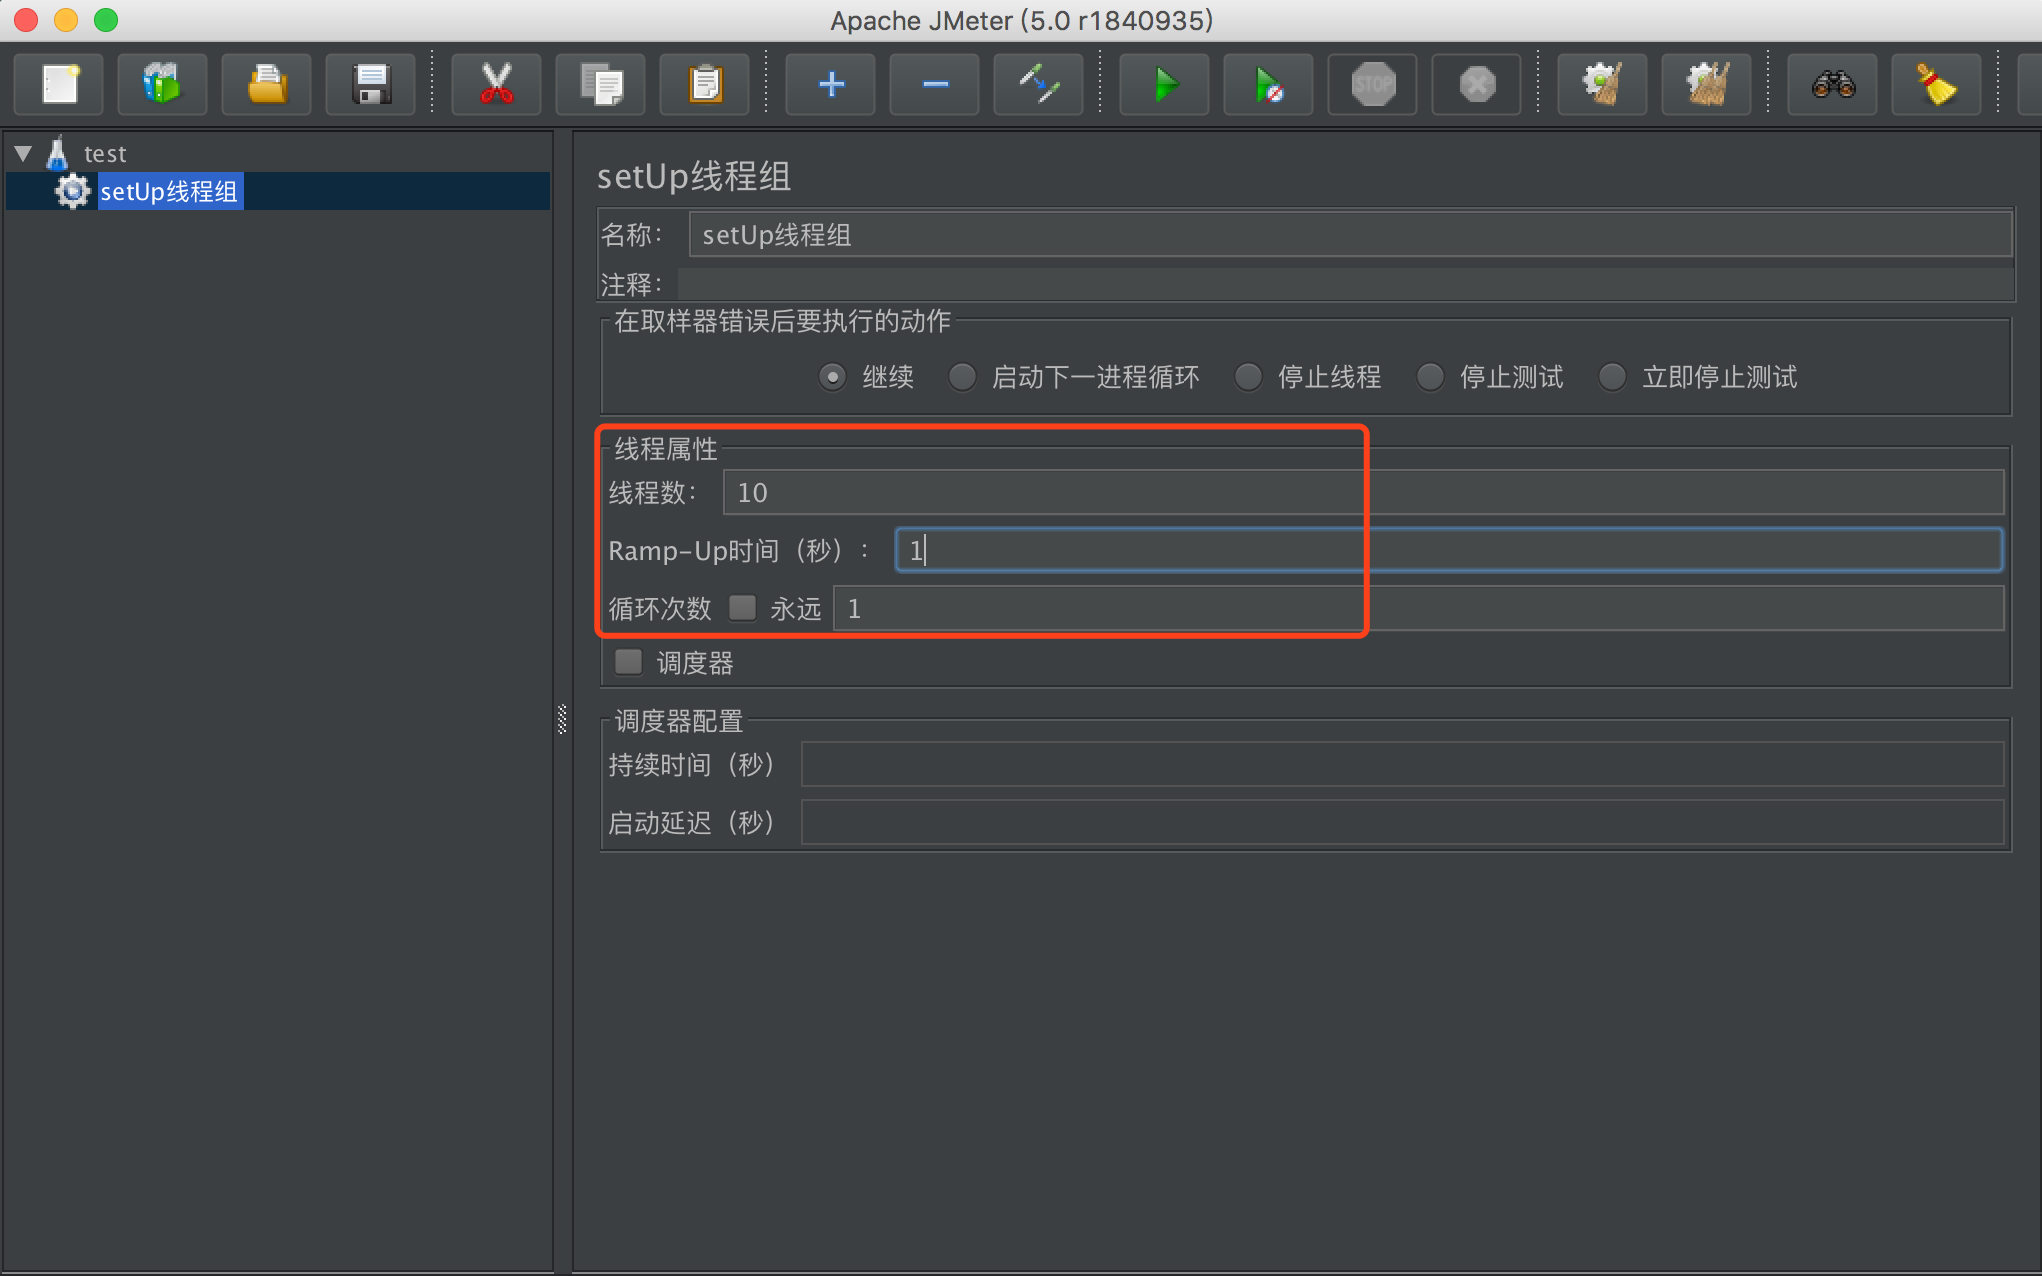 Apache JMeter (5.0 r1840935)
STOP
test
setUp线程组
setUp线程组
名称： setUp线程组
注释：
在取样器错误后要执行的动作
继续 启动下一进程循环 停止线程 停止测试 立即停止测试
线程属性
线程数： 10
Ramp-Up时间（秒）： 1
循环次数 永远 1
调度器
调度器配置
持续时间（秒）
启动延迟（秒）